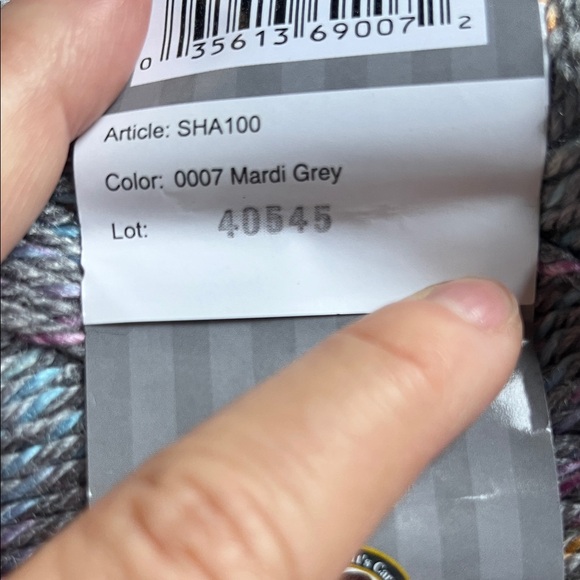 0 35613 69007 2
Article: SHA100
Color: 0007 Mardi Grey
Lot: 40545